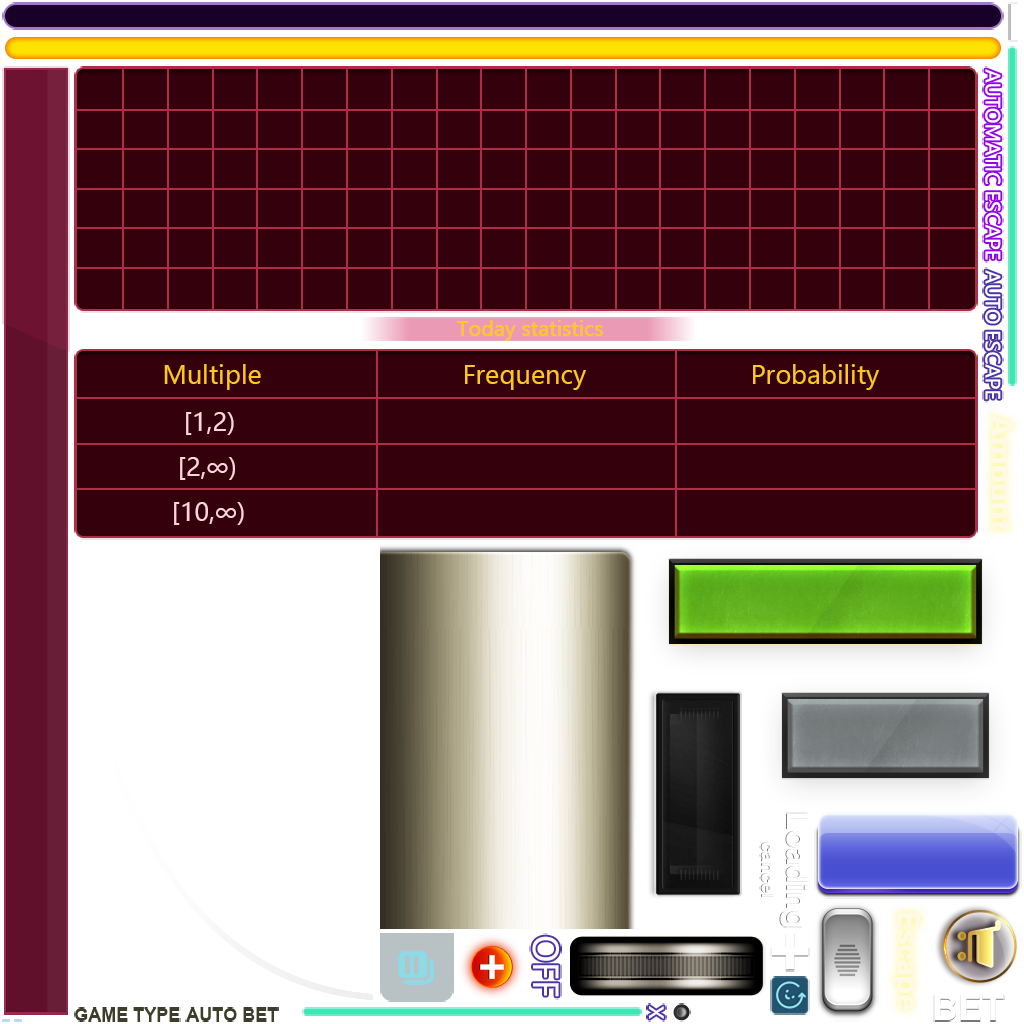 AUTOMATIC ESCAPE AUTO ESCAPE
Today statistics
Multiple Frequency Probability
[1,2)
[2,∞)
[10,∞)
Amount
Loading
cancel
OFF
Escape
BET
GAME TYPE AUTO BET